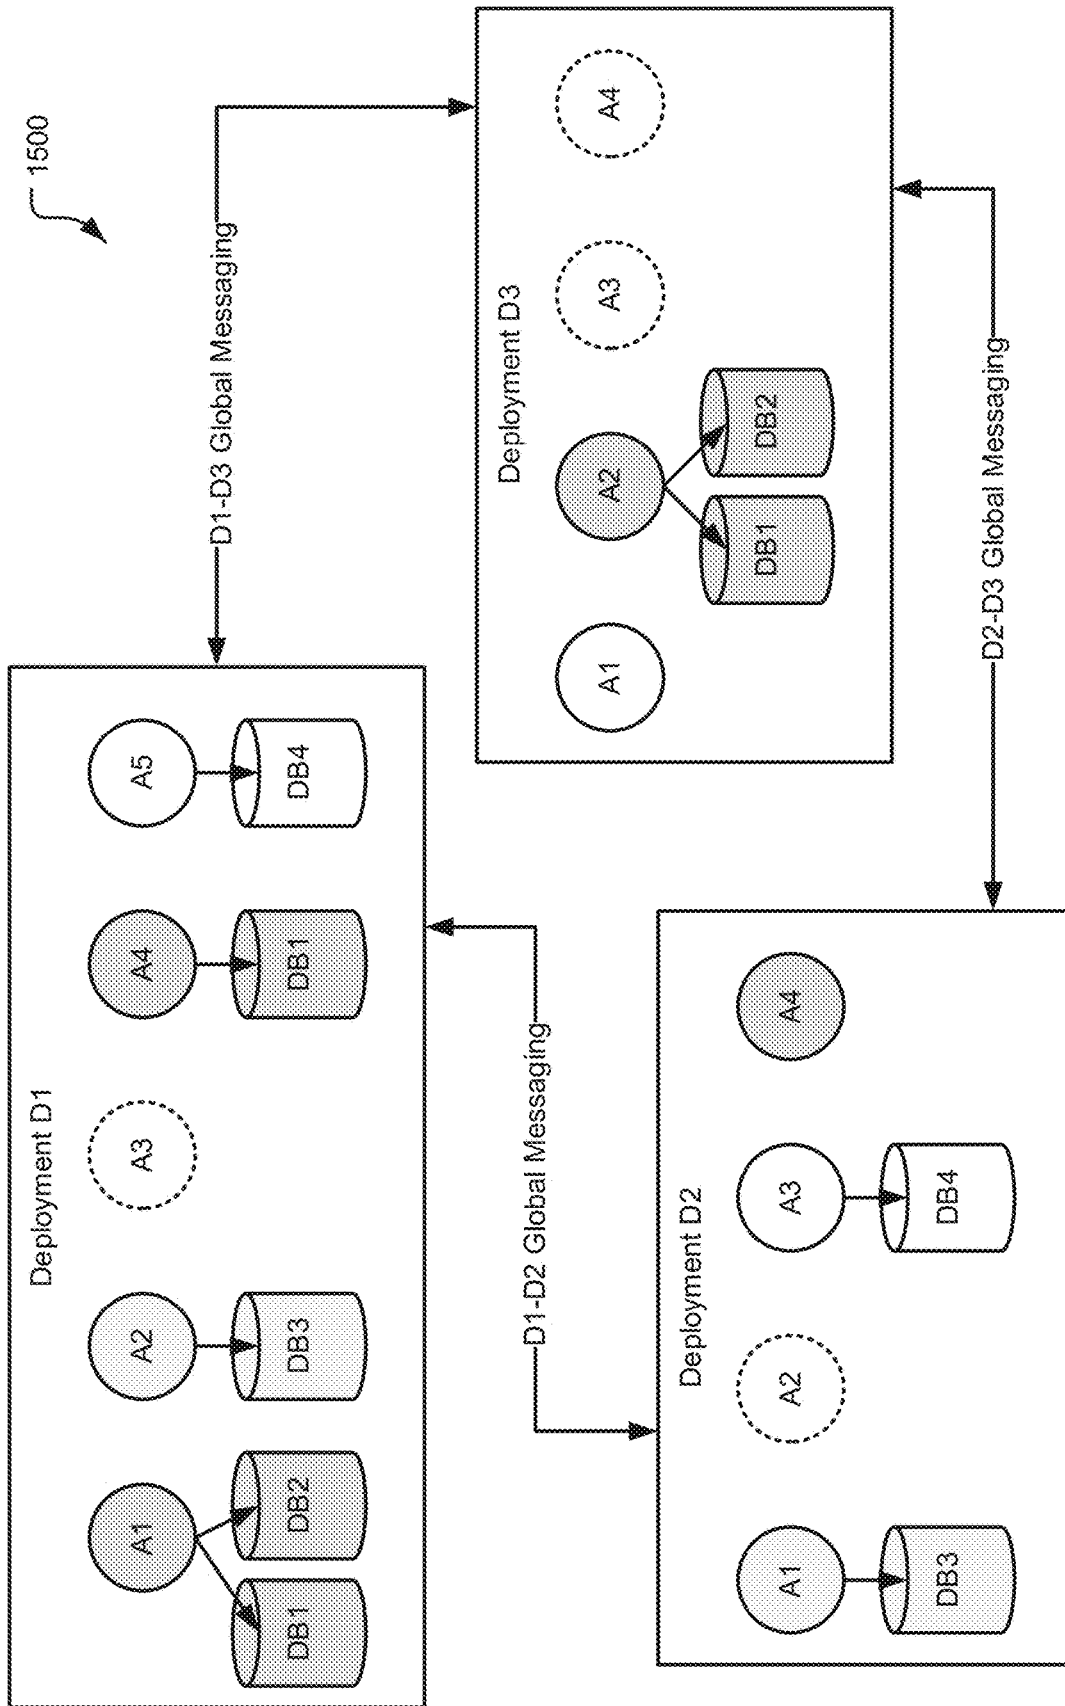 1500
Deployment D1
A1
A2
A3
A4
A5
DB1
DB2
DB3
DB1
DB4
D1-D3 Global Messaging
D1-D2 Global Messaging
Deployment D3
A1
A2
A3
A4
DB1
DB2
Deployment D2
A1
A2
A3
A4
DB3
DB4
D2-D3 Global Messaging